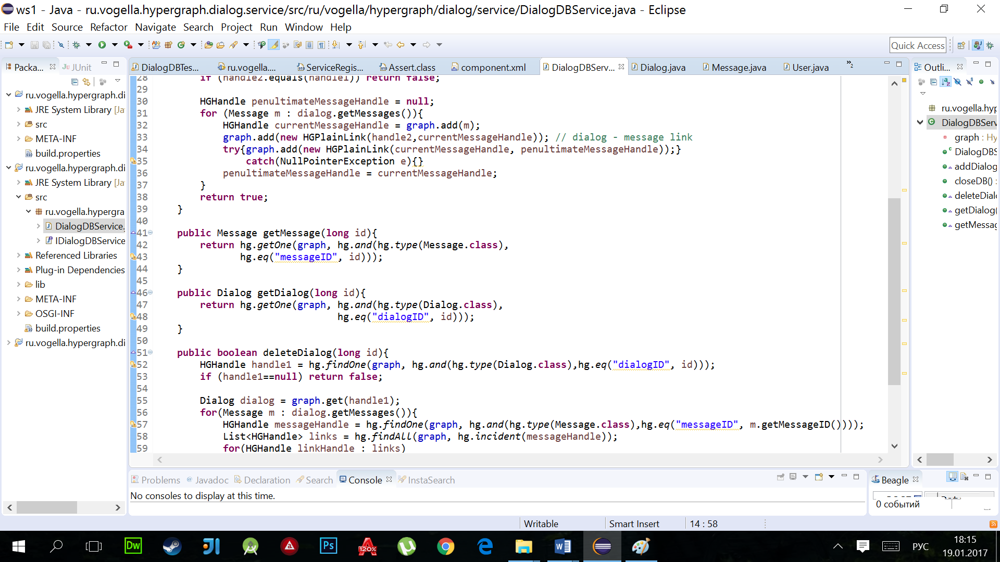 ws1 - Java - ru.vogella.hypergraph.dialog.service/src/ru/vogella/hypergraph/dialog/service/DialogDBService.java - Eclipse
File Edit Source Refactor Navigate Search Project Run Window Help
Quick Access
Packa...
JUnit
ru.vogella.hypergraph.di
JRE System Library [Ja
src
META-INF
build.properties
ru.vogella.hypergraph.di
JRE System Library [Ja
src
ru.vogella.hypergra
DialogDBService.
IDialogDBService
Referenced Libraries
Plug-in Dependencies
lib
META-INF
OSGI-INF
build.properties
ru.vogella.hypergraph.di
DialogDBTes... ru.vogella.... ServiceRegis... Assert.class component.xml DialogDBServ... Dialog.java Message.java User.java »2
28 if (handle2.equals(handle1)) return false;
29
30 HGHandle penultimateMessageHandle = null;
31 for (Message m : dialog.getMessages()){
32 HGHandle currentMessageHandle = graph.add(m);
33 graph.add(new HGPlainLink(handle2,currentMessageHandle)); // dialog - message link
34 try{graph.add(new HGPlainLink(currentMessageHandle, penultimateMessageHandle));}
35 catch(NullPointerException e){}
36 penultimateMessageHandle = currentMessageHandle;
37 }
38 return true;
39 }
40
41 public Message getMessage(long id){
42 return hg.getOne(graph, hg.and(hg.type(Message.class),
43 hg.eq("messageID", id)));
44 }
45
46 public Dialog getDialog(long id){
47 return hg.getOne(graph, hg.and(hg.type(Dialog.class),
48 hg.eq("dialogID", id)));
49 }
50
51 public boolean deleteDialog(long id){
52 HGHandle handle1 = hg.findOne(graph, hg.and(hg.type(Dialog.class),hg.eq("dialogID", id)));
53 if (handle1==null) return false;
54
55 Dialog dialog = graph.get(handle1);
56 for(Message m : dialog.getMessages()){
57 HGHandle messageHandle = hg.findOne(graph, hg.and(hg.type(Message.class),hg.eq("messageID", m.getMessageID())));
58 List<HGHandle> links = hg.findAll(graph, hg.incident(messageHandle));
59 for(HGHandle linkHandle : links)
Outli...
ru.vogella.hyp
DialogDBServ
graph : Hy
DialogDBS
addDialog
closeDB() :
deleteDial
getDialog(
getMessag
Problems Javadoc Declaration Search Console InstaSearch
No consoles to display at this time.
Beagle
0 событий
Writable Smart Insert 14 : 58
Dw
Ps
120%
РУС
18:15
19.01.2017